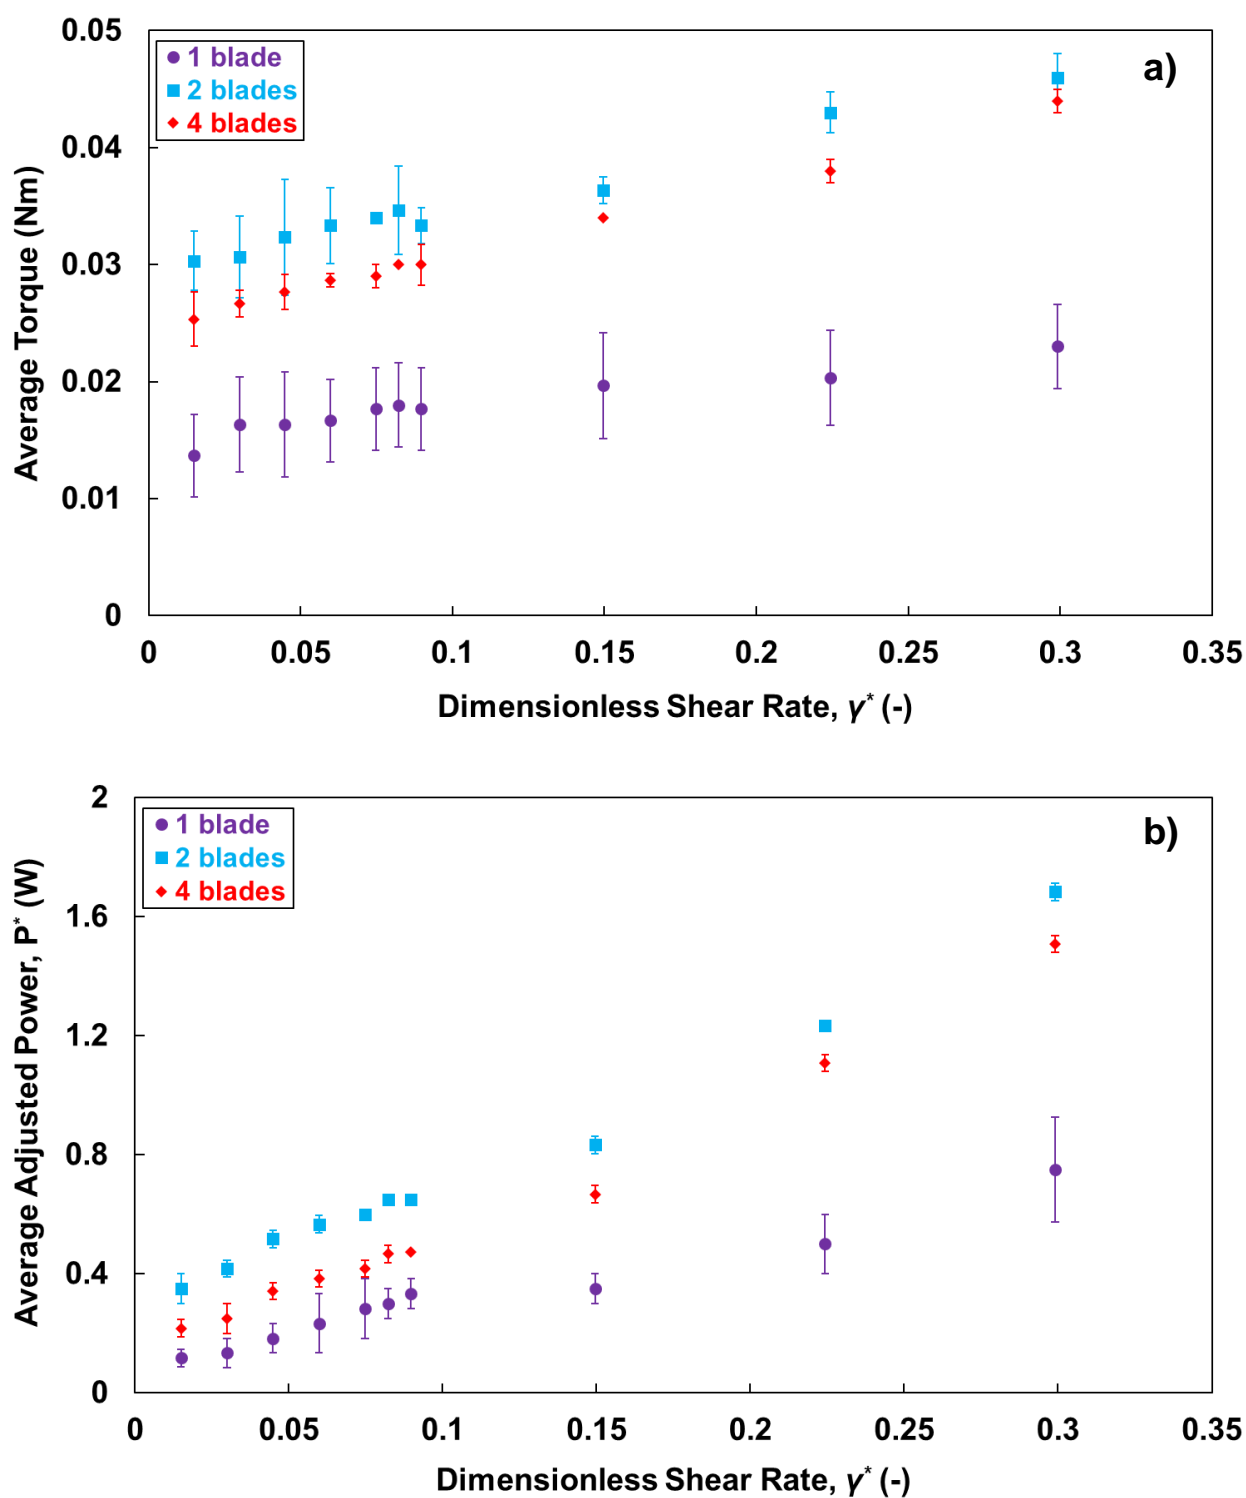 a)
1 blade
2 blades
4 blades
Average Torque (Nm)
0.05
0.04
0.03
0.02
0.01
0
0 0.05 0.1 0.15 0.2 0.25 0.3 0.35
Dimensionless Shear Rate, γ* (-)
b)
1 blade
2 blades
4 blades
Average Adjusted Power, P* (W)
2
1.6
1.2
0.8
0.4
0
0 0.05 0.1 0.15 0.2 0.25 0.3 0.35
Dimensionless Shear Rate, γ* (-)